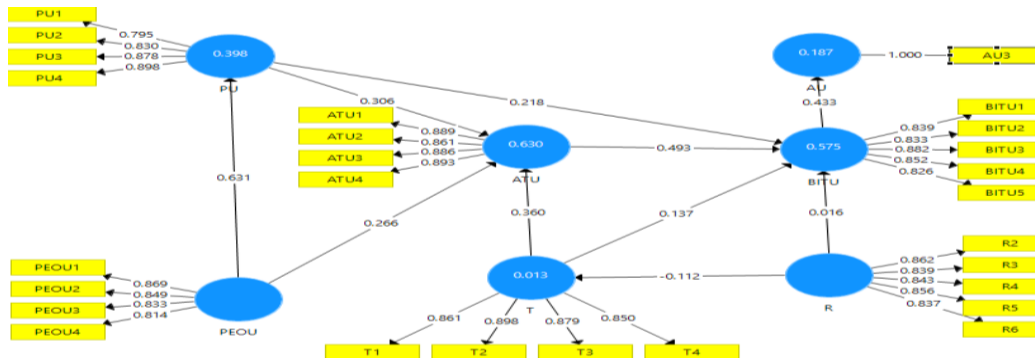 PU1
PU2
PU3
PU4
0.795
0.830
0.878
0.898
0.398
PU
0.187
AU
1.000
AU3
0.433
0.306
0.218
ATU1
ATU2
ATU3
ATU4
0.889
0.861
0.886
0.893
0.630
ATU
0.493
0.575
BITU
0.839
0.833
0.882
0.852
0.826
BITU1
BITU2
BITU3
BITU4
BITU5
0.631
0.266
0.360
0.137
0.016
PEOU1
PEOU2
PEOU3
PEOU4
0.869
0.849
0.833
0.814
PEOU
0.013
T
-0.112
R
0.862
0.839
0.843
0.856
0.837
R2
R3
R4
R5
R6
0.861
0.898
0.879
0.850
T1
T2
T3
T4